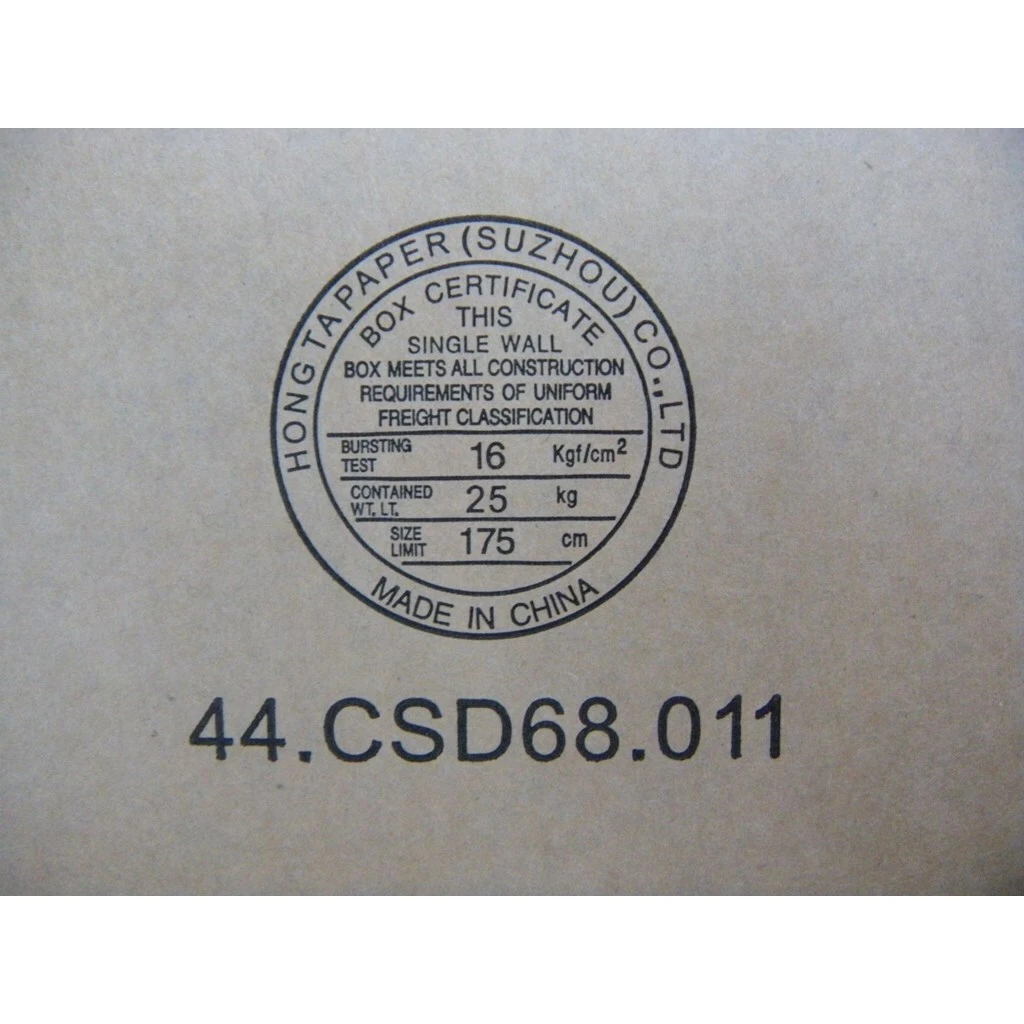 HONG TA PAPER (SUZHOU) CO.,LTD
BOX CERTIFICATE
THIS
SINGLE WALL
BOX MEETS ALL CONSTRUCTION
REQUIREMENTS OF UNIFORM
FREIGHT CLASSIFICATION
BURSTING TEST 16 Kgf/cm²
CONTAINED WT. LT. 25 kg
SIZE LIMIT 175 cm
MADE IN CHINA
44.CSD68.011